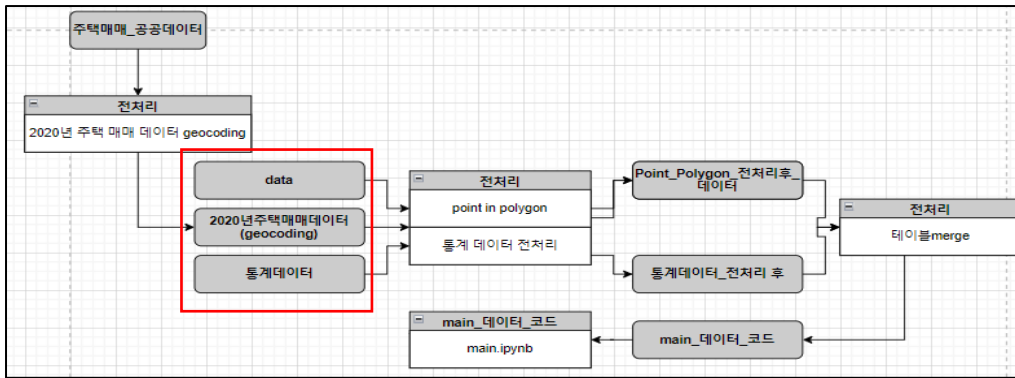 주택매매_공공데이터
전처리
2020년 주택 매매 데이터 geocoding
data
2020년주택매매데이터
(geocoding)
통계데이터
전처리
point in polygon
통계 데이터 전처리
Point_Polygon_전처리후_
데이터
통계데이터_전처리 후
전처리
테이블merge
main_데이터_코드
main_데이터_코드
main.ipynb